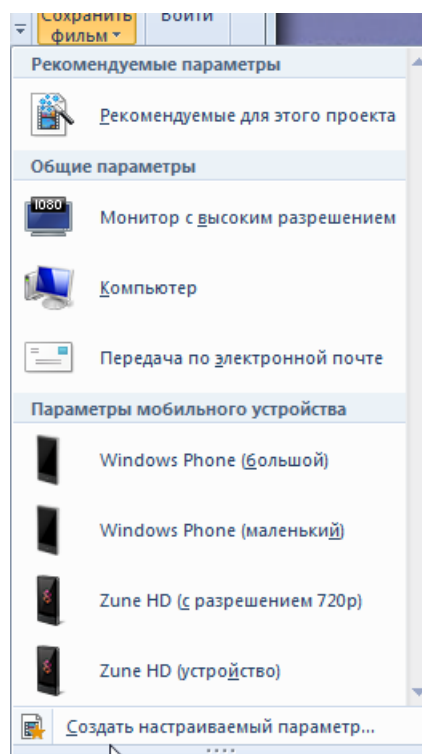 Сохранить Войти
фильм
Рекомендуемые параметры
Рекомендуемые для этого проекта
Общие параметры
1080
Монитор с высоким разрешением
Компьютер
Передача по электронной почте
Параметры мобильного устройства
Windows Phone (большой)
Windows Phone (маленький)
Zune HD (с разрешением 720p)
Zune HD (устройство)
Создать настраиваемый параметр...